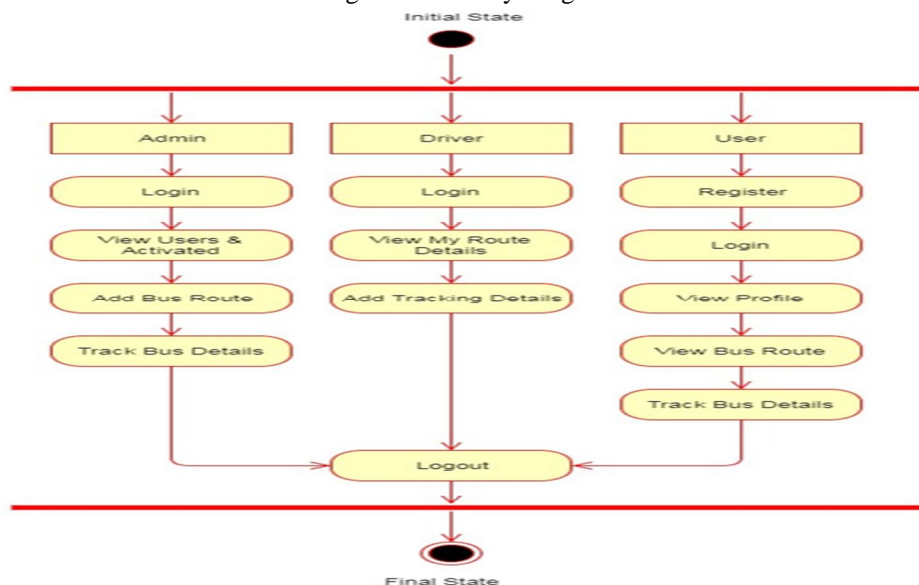 Initial State
Admin
Driver
User
Login
Login
Register
View Users &
Activated
View My Route
Details
Login
Add Bus Route
Add Tracking Details
View Profile
Track Bus Details
View Bus Route
Track Bus Details
Logout
Final State